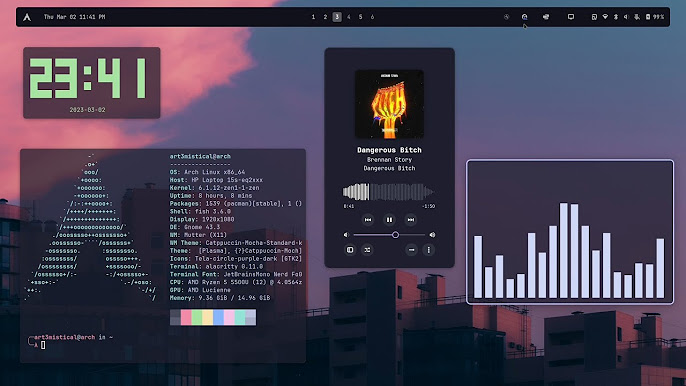 Thu Mar 02 11:41 PM
1 2 3 4 5 6
99%
23:41
2023-03-02
art3mistical@arch
-----------------
OS: Arch Linux x86_64
Host: HP Laptop 15s-eq2xxx
Kernel: 6.1.12-zen1-1-zen
Uptime: 8 hours, 8 mins
Packages: 1539 (pacman)[stable], 1 ()
Shell: fish 3.6.0
Display: 1920x1080
DE: Gnome 43.3
WM: Mutter (X11)
WM Theme: Catppuccin-Mocha-Standard-k
Theme: [Plasma], {?}Catppuccin-Moch
Icons: Tela-circle-purple-dark [GTK2]
Terminal: alacritty 0.11.0
Terminal Font: JetBrainsMono Nerd Fo
CPU: AMD Ryzen 5 5500U (12) @ 4.0564z
GPU: AMD Lucienne
Memory: 9.36 GiB / 14.96 GiB
art3mistical@arch in ~
λ
BRENNAN STORY
Dangerous Bitch
Brennan Story
Dangerous Bitch
0:41
-1:50